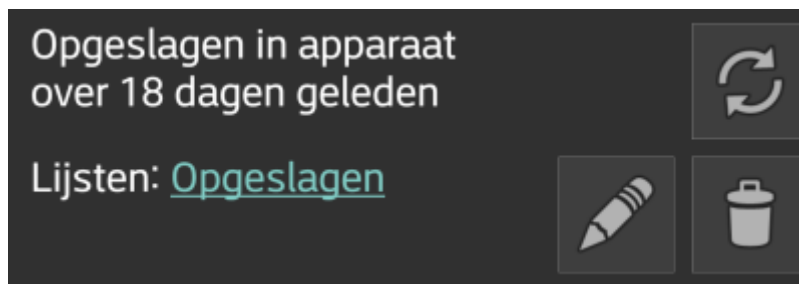 Opgeslagen in apparaat
over 18 dagen geleden
Lijsten: Opgeslagen